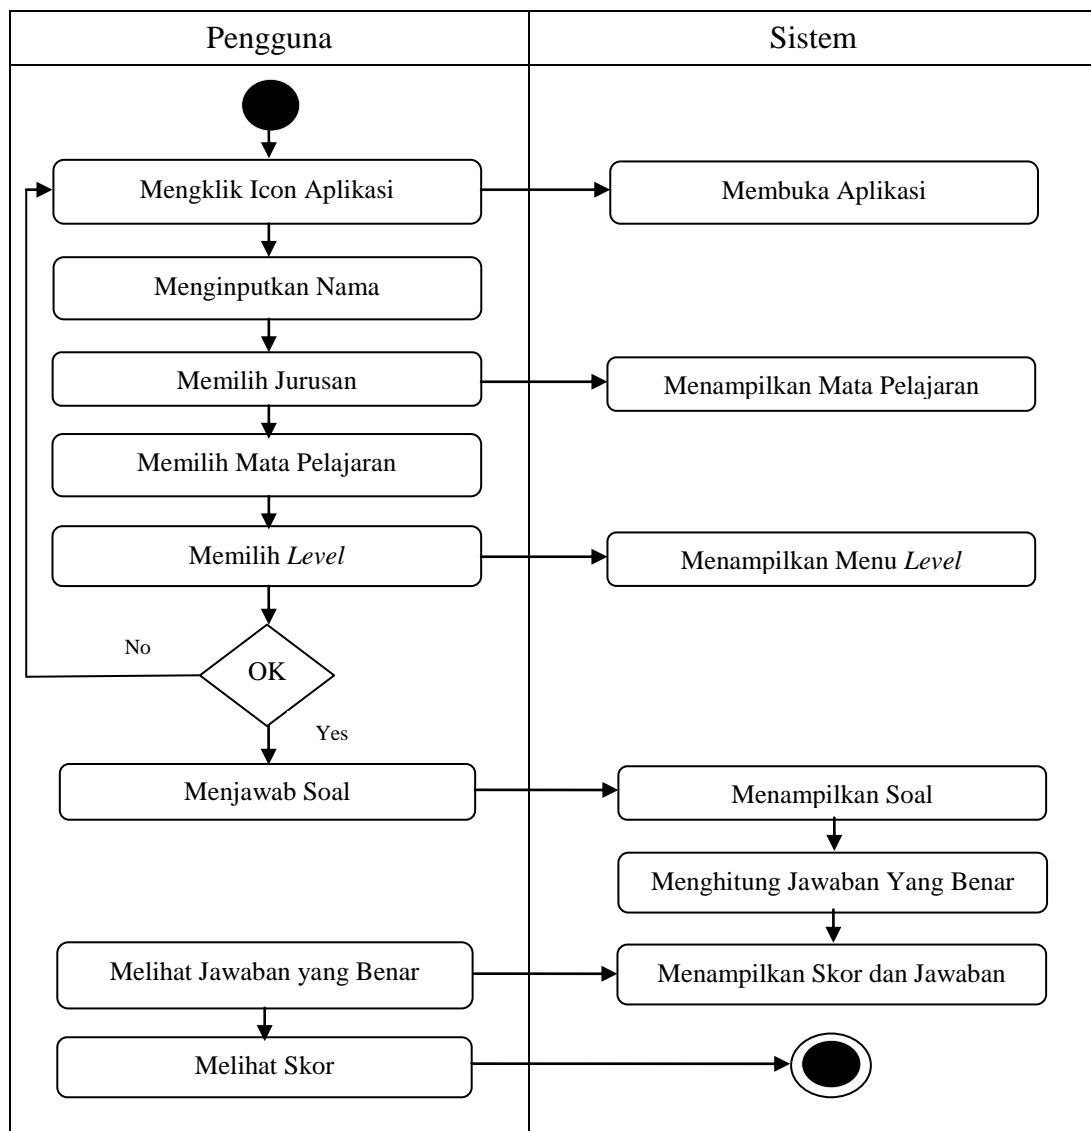 Pengguna
Sistem
Mengklik Icon Aplikasi
Membuka Aplikasi
Menginputkan Nama
Memilih Jurusan
Menampilkan Mata Pelajaran
Memilih Mata Pelajaran
Memilih Level
Menampilkan Menu Level
No
OK
Yes
Menjawab Soal
Menampilkan Soal
Menghitung Jawaban Yang Benar
Melihat Jawaban yang Benar
Menampilkan Skor dan Jawaban
Melihat Skor